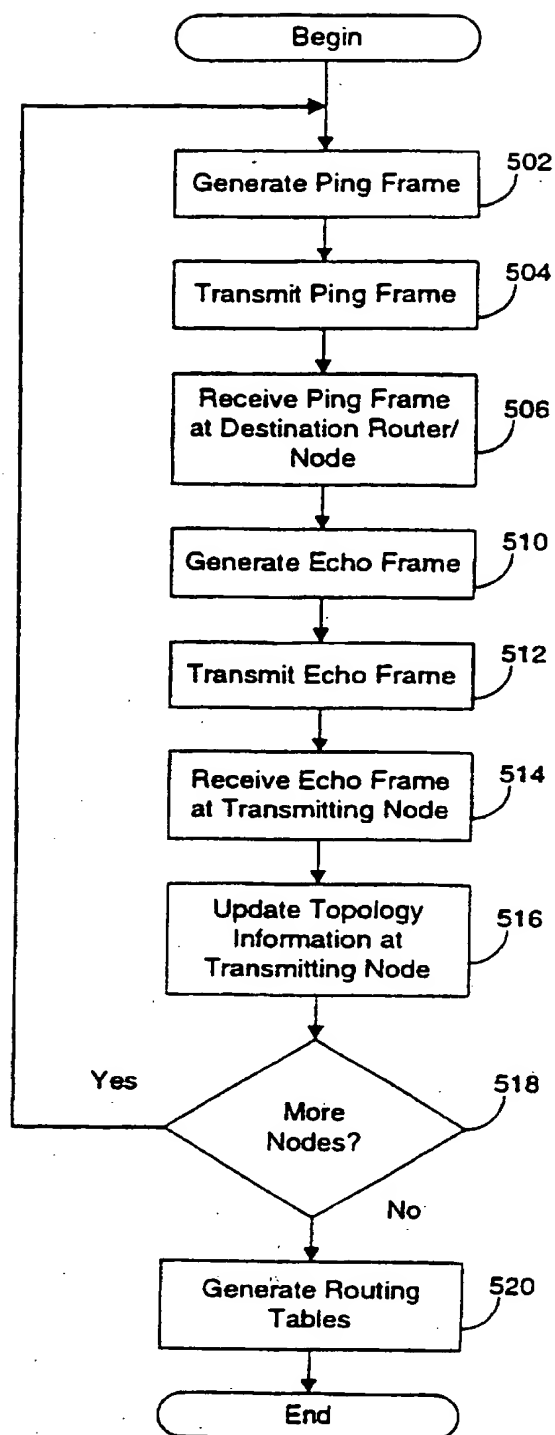 Begin
502
Generate Ping Frame
504
Transmit Ping Frame
506
Receive Ping Frame
at Destination Router/
Node
510
Generate Echo Frame
512
Transmit Echo Frame
514
Receive Echo Frame
at Transmitting Node
516
Update Topology
Information at
Transmitting Node
518
Yes
More
Nodes?
No
520
Generate Routing
Tables
End